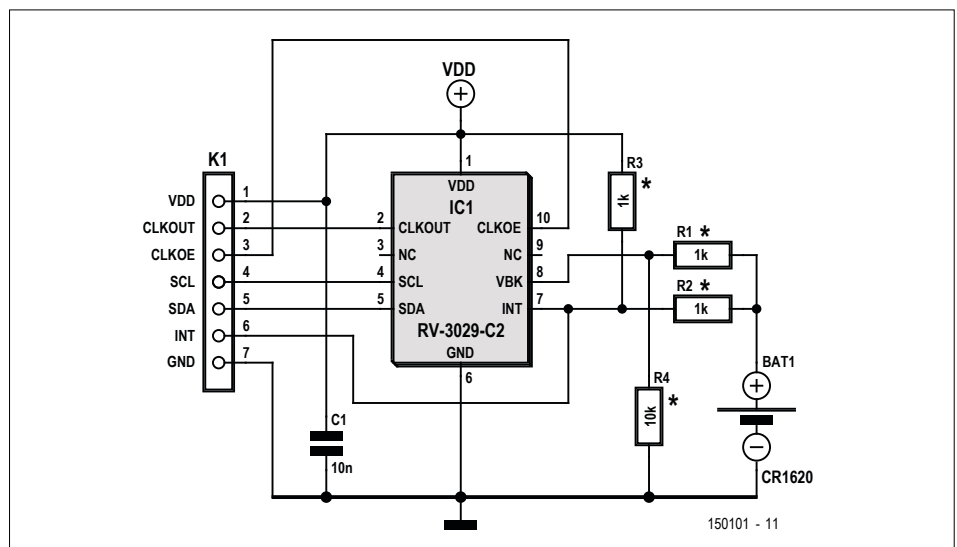 VDD
K1
VDD 1
CLKOUT 2
CLKOE 3
SCL 4
SDA 5
INT 6
GND 7
1
VDD
IC1
2 CLKOUT
3 NC
4 SCL
5 SDA
CLKOE 10
NC 9
VBK 8
INT 7
RV-3029-C2
GND
6
R3
*
1k
R1 *
1k
R2 *
1k
R4
*
10k
BAT1
CR1620
C1
10n
150101 - 11